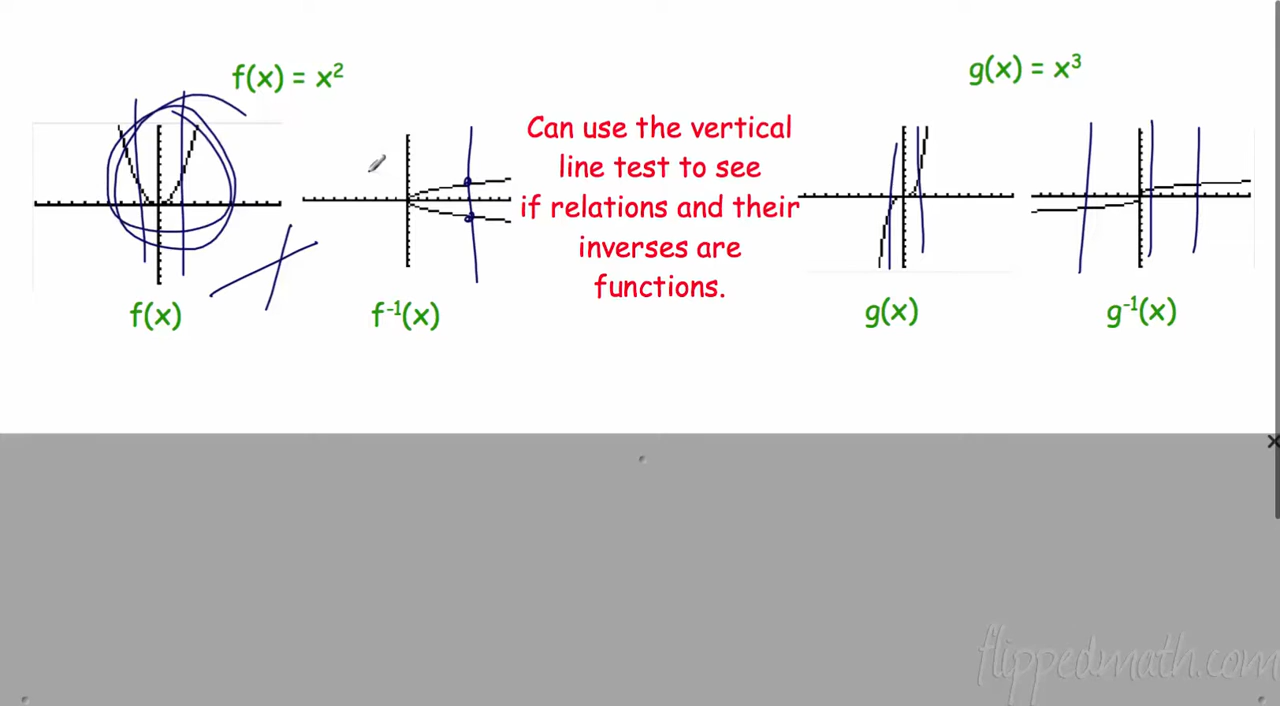 f(x) = x²
g(x) = x³
Can use the vertical
line test to see
if relations and their
inverses are
functions.
f(x)
f⁻¹(x)
g(x)
g⁻¹(x)
flippedmath.com